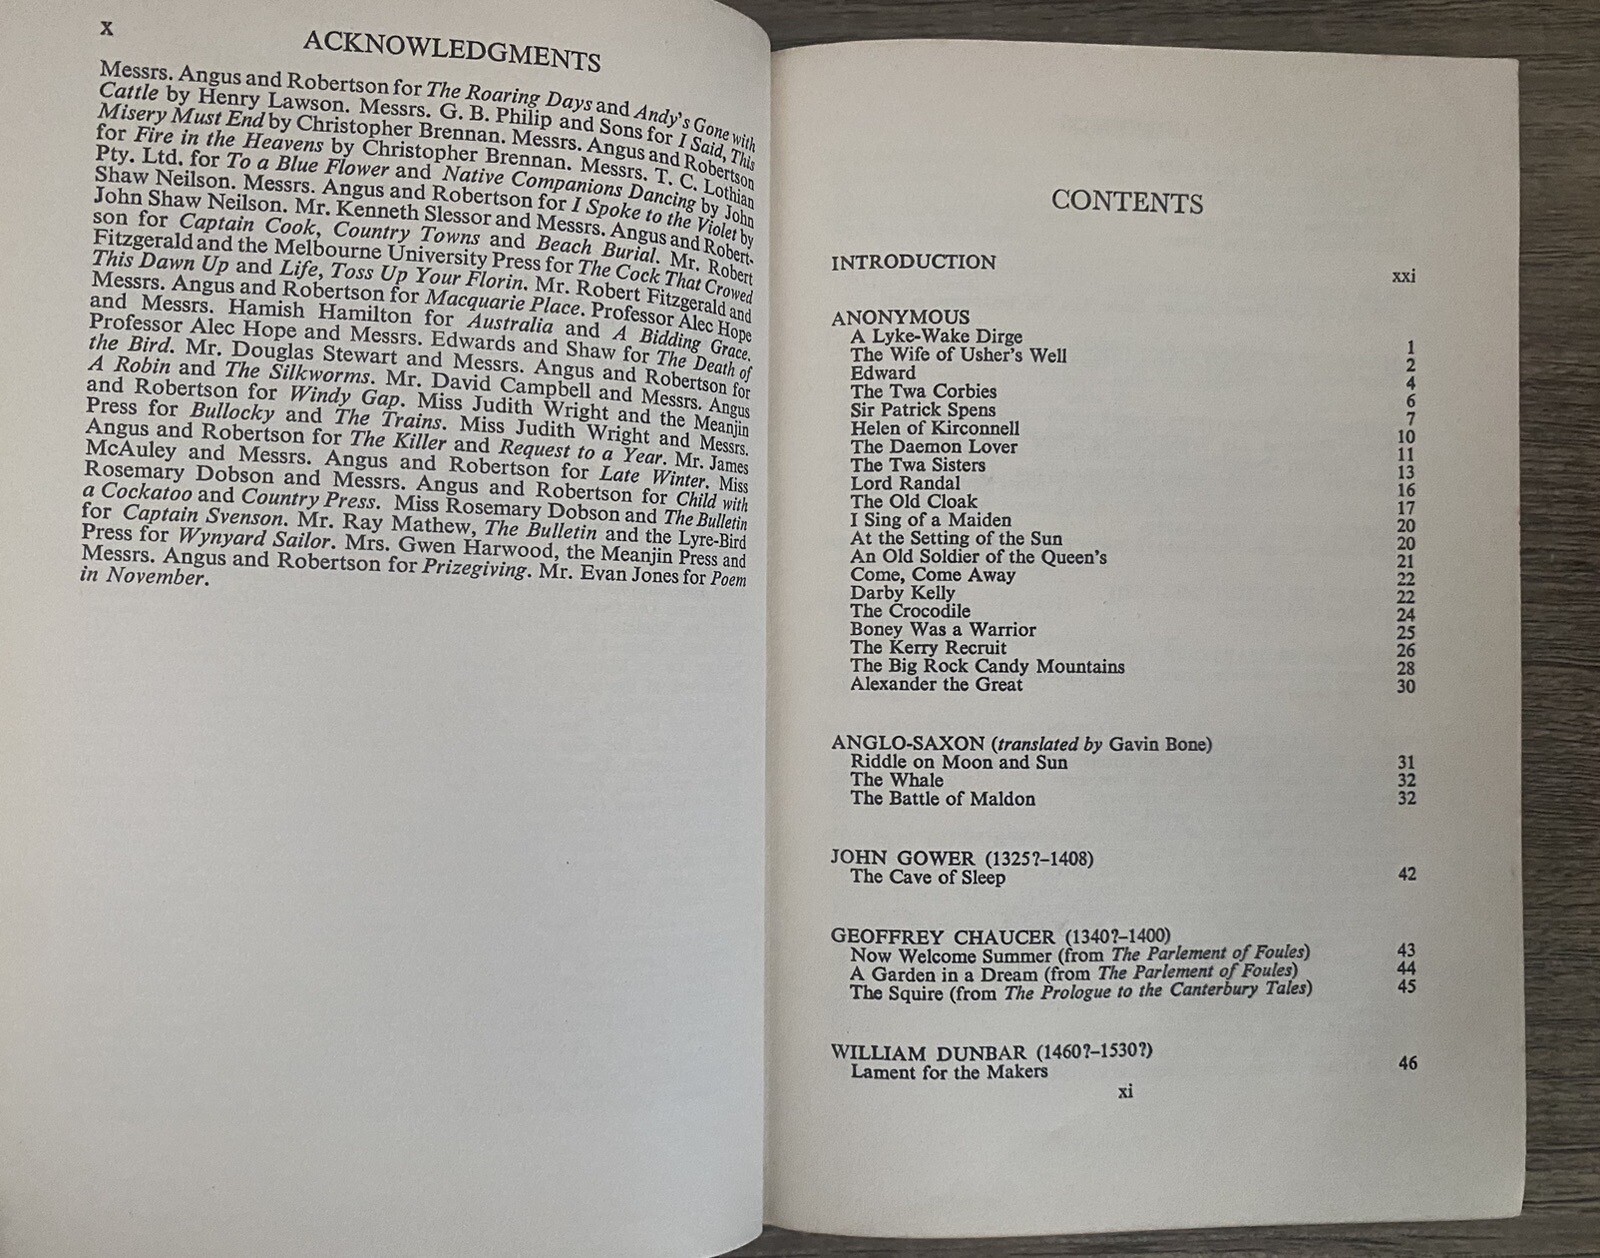 X
ACKNOWLEDGMENTS
Messrs. Angus and Robertson for The Roaring Days and Andy's Gone with
Cattle by Henry Lawson. Messrs. G. B. Philip and Sons for I Said, This
Misery Must End by Christopher Brennan. Messrs. Angus and Robertson
for Fire in the Heavens by Christopher Brennan. Messrs. T. C. Lothian
Pty. Ltd. for To a Blue Flower and Native Companions Dancing by John
Shaw Neilson. Messrs. Angus and Robertson for I Spoke to the Violet by
John Shaw Neilson. Mr. Kenneth Slessor and Messrs. Angus and Robert-
son for Captain Cook, Country Towns and Beach Burial. Mr. Robert
Fitzgerald and the Melbourne University Press for The Cock That Crowed
This Dawn Up and Life, Toss Up Your Florin. Mr. Robert Fitzgerald and
Messrs. Angus and Robertson for Macquarie Place. Professor Alec Hope
and Messrs. Hamish Hamilton for Australia and A Bidding Grace.
Professor Alec Hope and Messrs. Edwards and Shaw for The Death of
the Bird. Mr. Douglas Stewart and Messrs. Angus and Robertson for
A Robin and The Silkworms. Mr. David Campbell and Messrs. Angus
and Robertson for Windy Gap. Miss Judith Wright and the Meanjin
Press for Bullocky and The Trains. Miss Judith Wright and Messrs.
Angus and Robertson for The Killer and Request to a Year. Mr. James
McAuley and Messrs. Angus and Robertson for Late Winter. Miss
Rosemary Dobson and Messrs. Angus and Robertson for Child with
a Cockatoo and Country Press. Miss Rosemary Dobson and The Bulletin
for Captain Svenson. Mr. Ray Mathew, The Bulletin and the Lyre-Bird
Press for Wynyard Sailor. Mrs. Gwen Harwood, the Meanjin Press and
Messrs. Angus and Robertson for Prizegiving. Mr. Evan Jones for Poem
in November.
CONTENTS
INTRODUCTION xxi
ANONYMOUS
A Lyke-Wake Dirge 1
The Wife of Usher's Well 2
Edward 4
The Twa Corbies 6
Sir Patrick Spens 7
Helen of Kirconnell 10
The Daemon Lover 11
The Twa Sisters 13
Lord Randal 16
The Old Cloak 17
I Sing of a Maiden 20
At the Setting of the Sun 20
An Old Soldier of the Queen's 21
Come, Come Away 22
Darby Kelly 22
The Crocodile 24
Boney Was a Warrior 25
The Kerry Recruit 26
The Big Rock Candy Mountains 28
Alexander the Great 30
ANGLO-SAXON (translated by Gavin Bone)
Riddle on Moon and Sun 31
The Whale 32
The Battle of Maldon 32
JOHN GOWER (1325?–1408)
The Cave of Sleep 42
GEOFFREY CHAUCER (1340?–1400)
Now Welcome Summer (from The Parlement of Foules) 43
A Garden in a Dream (from The Parlement of Foules) 44
The Squire (from The Prologue to the Canterbury Tales) 45
WILLIAM DUNBAR (1460?–1530?)
Lament for the Makers 46
xi